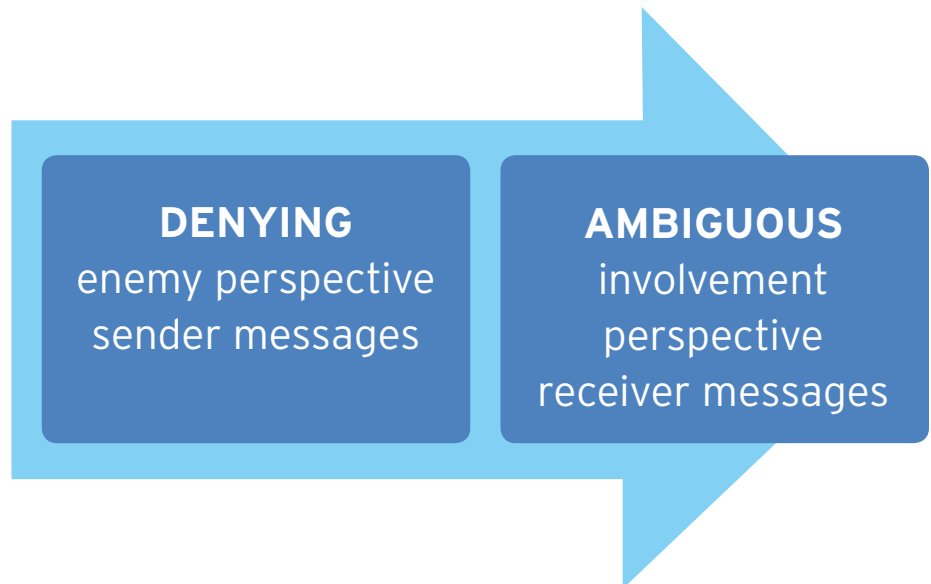 DENYING
enemy perspective
sender messages
AMBIGUOUS
involvement
perspective
receiver messages